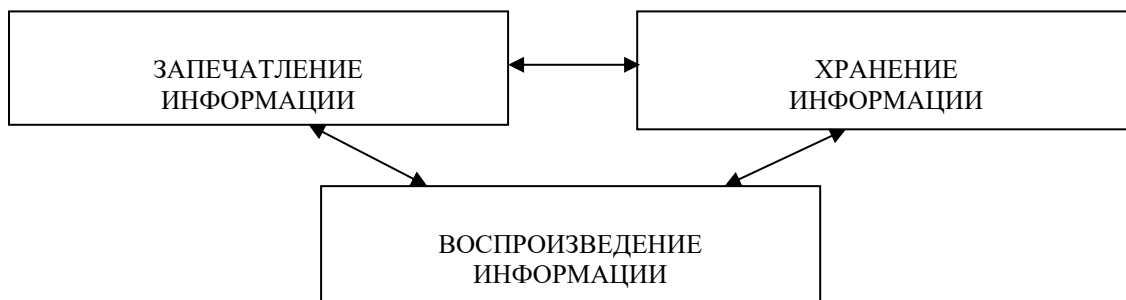 ЗАПЕЧАТЛЕНИЕ
ИНФОРМАЦИИ
ХРАНЕНИЕ
ИНФОРМАЦИИ
ВОСПРОИЗВЕДЕНИЕ
ИНФОРМАЦИИ